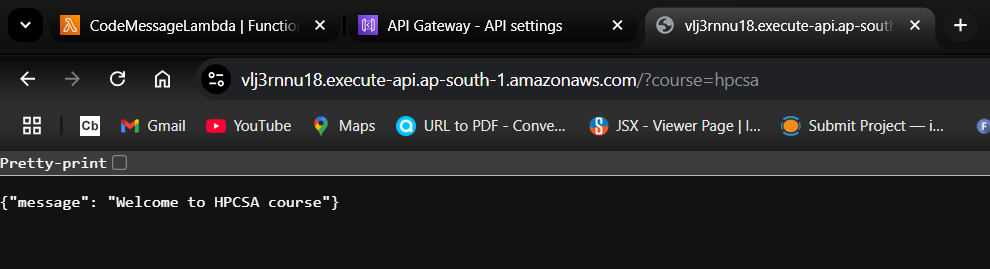 CodeMessageLambda | Functio
API Gateway - API settings
vlj3rnnu18.execute-api.ap-sout
vlj3rnnu18.execute-api.ap-south-1.amazonaws.com/?course=hpcsa
Cb
Gmail
YouTube
Maps
URL to PDF - Conve...
JSX - Viewer Page | I...
Submit Project — i...
F
Pretty-print
{"message": "Welcome to HPCSA course"}